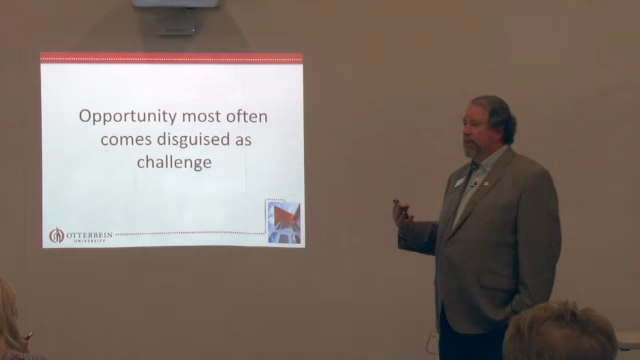 Opportunity most often
comes disguised as
challenge
OTTERBEIN
UNIVERSITY